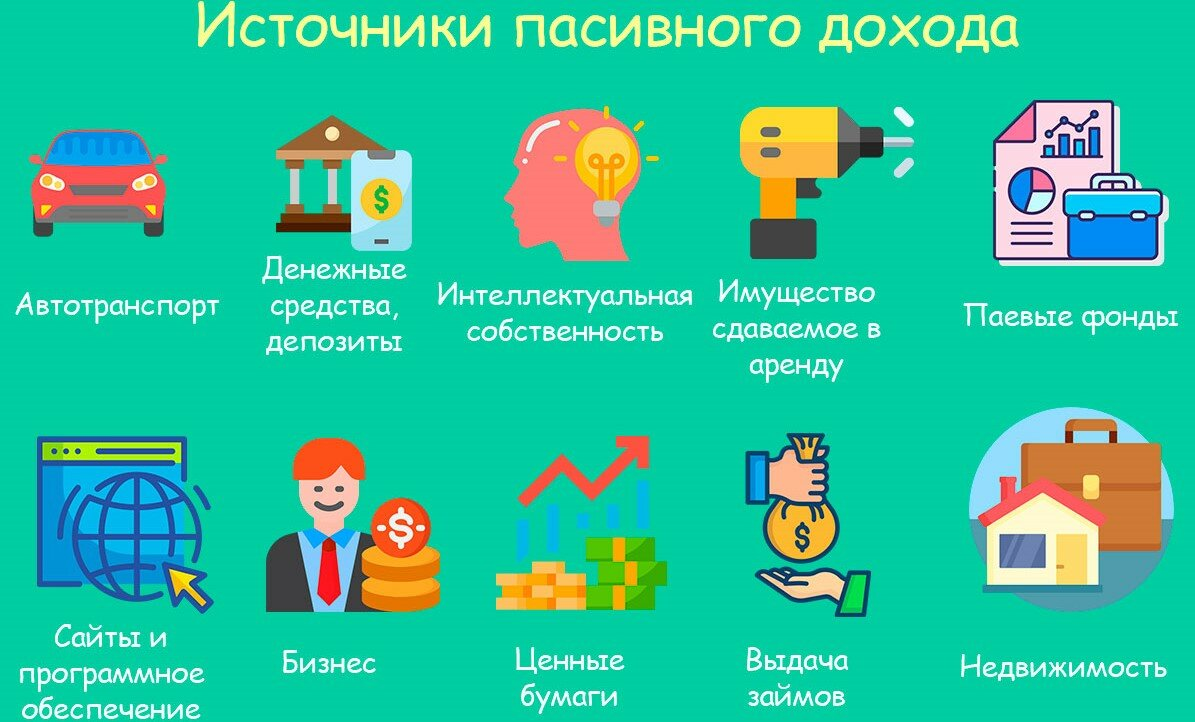 Источники пасивного дохода
Автотранспорт
Денежные
средства,
депозиты
Интеллектуальная
собственность
Имущество
сдаваемое в
аренду
Паевые фонды
Сайты и
программное
обеспечение
Бизнес
Ценные
бумаги
Выдача
займов
Недвижимость